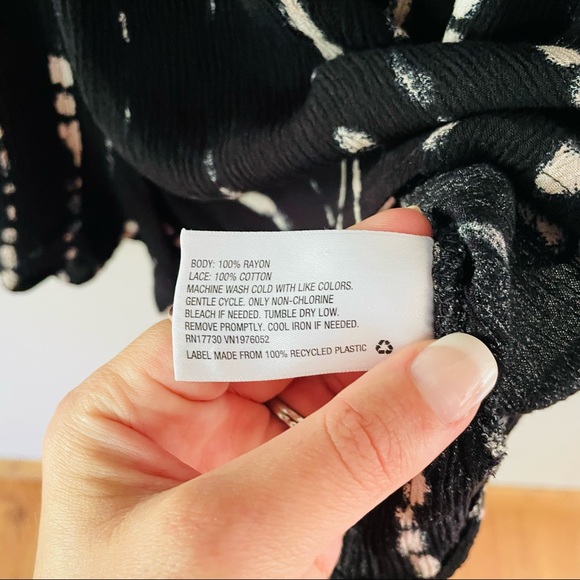 BODY: 100% RAYON
LACE: 100% COTTON
MACHINE WASH COLD WITH LIKE COLORS.
GENTLE CYCLE. ONLY NON-CHLORINE
BLEACH IF NEEDED. TUMBLE DRY LOW.
REMOVE PROMPTLY. COOL IRON IF NEEDED.
RN17730 VN1976052
LABEL MADE FROM 100% RECYCLED PLASTIC